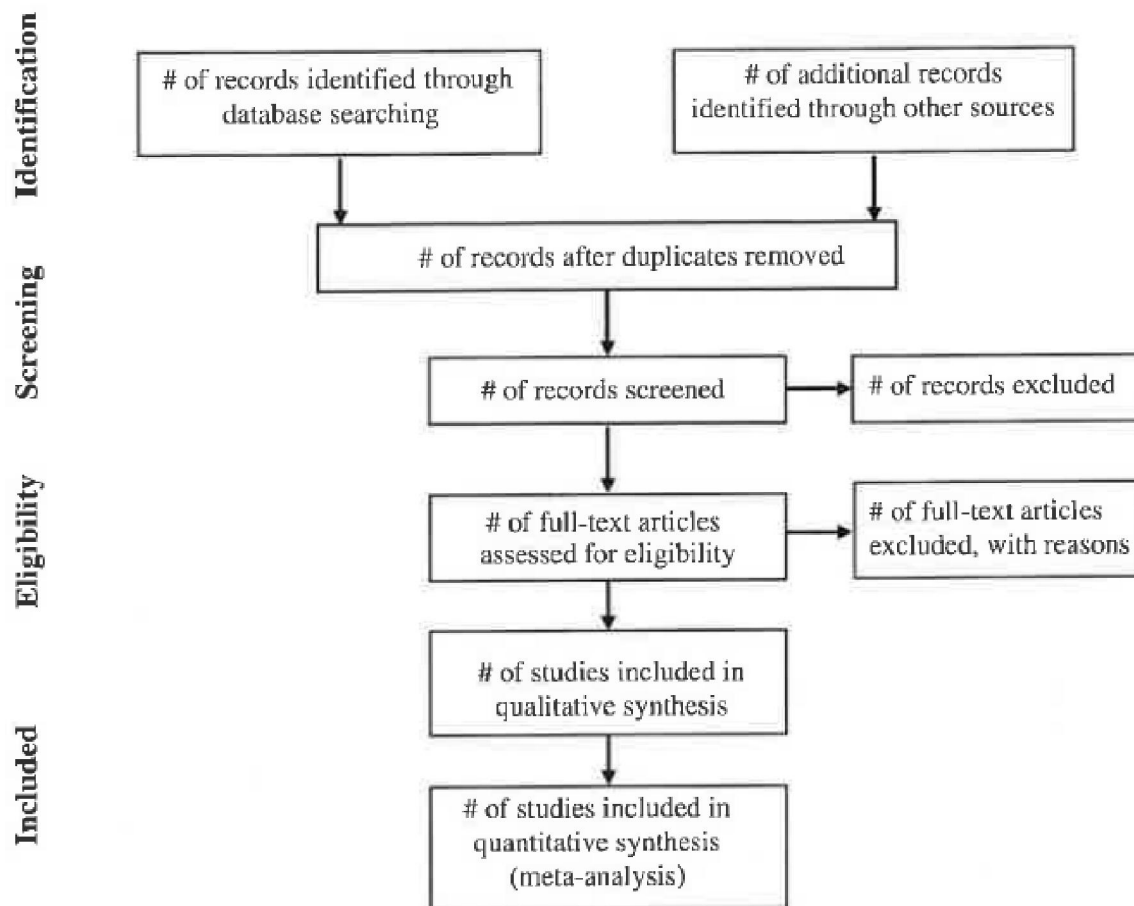 Identification
# of records identified through
database searching
# of additional records
identified through other sources
Screening
# of records after duplicates removed
# of records screened
# of records excluded
Eligibility
# of full-text articles
assessed for eligibility
# of full-text articles
excluded, with reasons
Included
# of studies included in
qualitative synthesis
# of studies included in
quantitative synthesis
(meta-analysis)